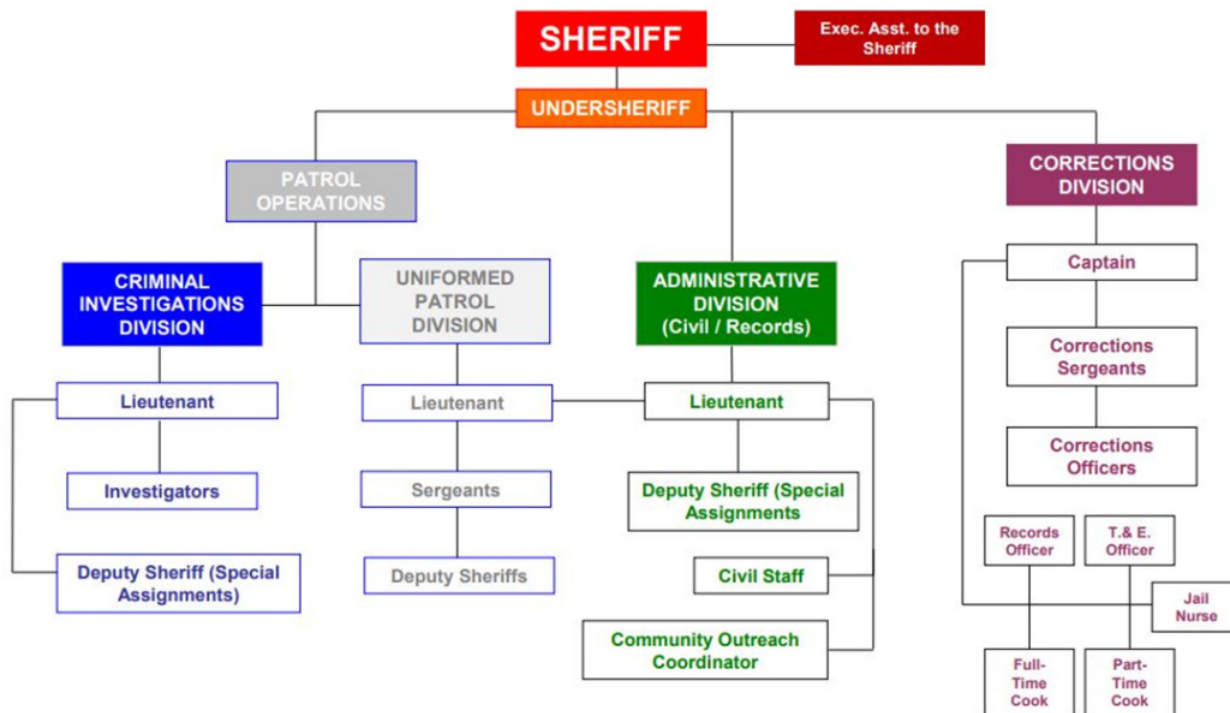 SHERIFF
Exec. Asst. to the
Sheriff
UNDERSHERIFF
PATROL
OPERATIONS
CORRECTIONS
DIVISION
CRIMINAL
INVESTIGATIONS
DIVISION
UNIFORMED
PATROL
DIVISION
ADMINISTRATIVE
DIVISION
(Civil / Records)
Captain
Corrections
Sergeants
Lieutenant
Lieutenant
Lieutenant
Corrections
Officers
Investigators
Sergeants
Deputy Sheriff (Special
Assignments
Records
Officer
T.& E.
Officer
Deputy Sheriff (Special
Assignments)
Deputy Sheriffs
Civil Staff
Jail
Nurse
Community Outreach
Coordinator
Full-
Time
Cook
Part-
Time
Cook